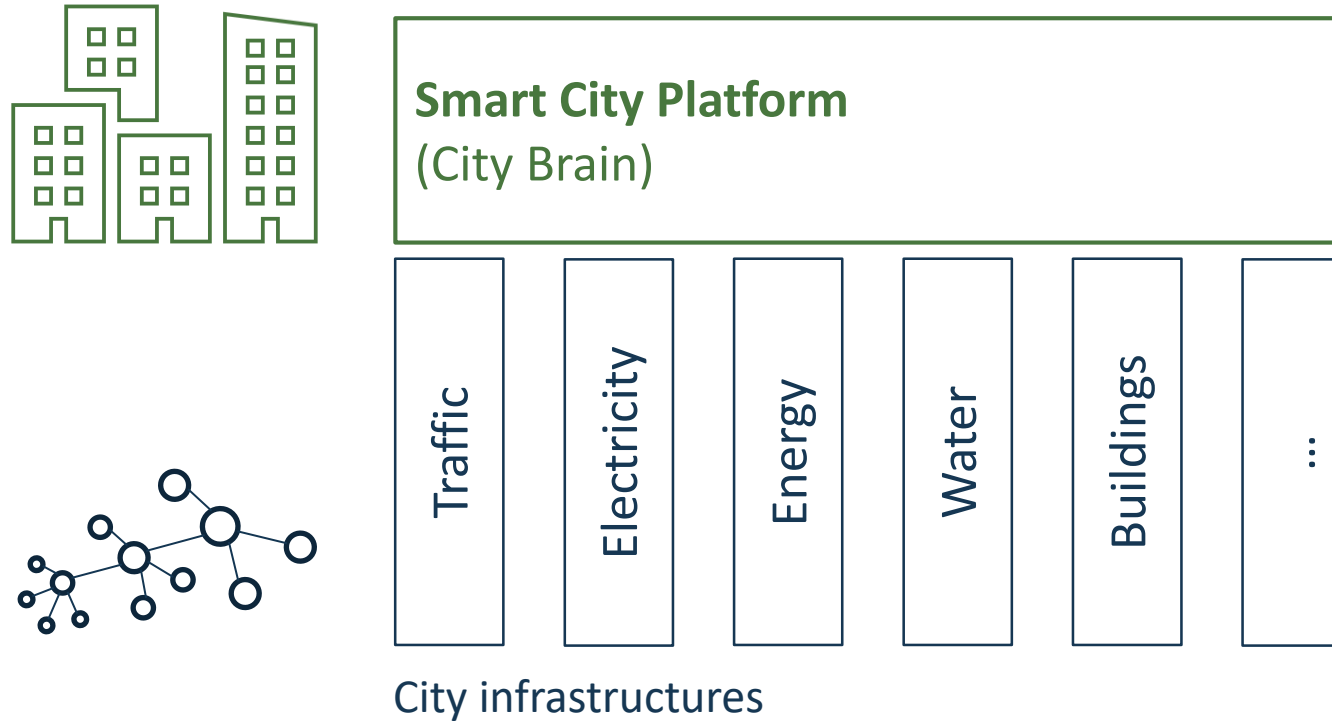 Smart City Platform
(City Brain)
Traffic
Electricity
Energy
Water
Buildings
...
City infrastructures